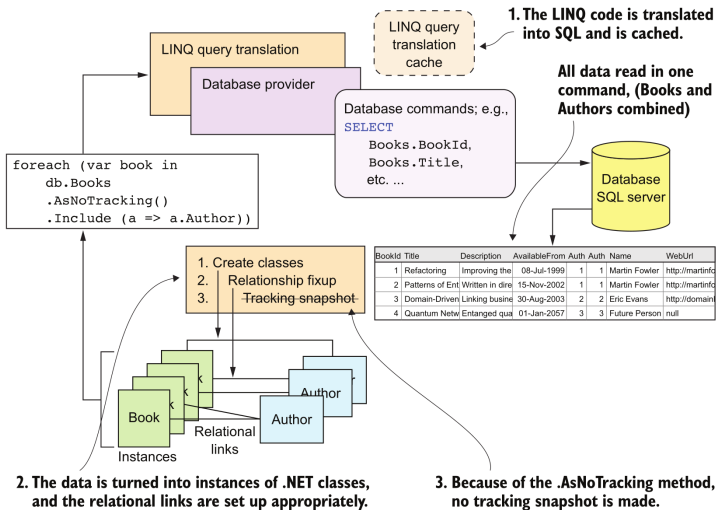 1. The LINQ code is translated
into SQL and is cached.
LINQ query translation
LINQ query
translation
cache
Database provider
All data read in one
command, (Books and
Authors combined)
Database commands; e.g.,
SELECT
Books.BookId,
Books.Title,
etc. ...
foreach (var book in
db.Books
.AsNoTracking()
.Include (a => a.Author))
Database
SQL server
BookId Title Description AvailableFrom Auth Auth Name WebUrl
1 Refactoring Improving the 08-Jul-1999 1 1 Martin Fowler http://martinfo
2 Patterns of Ent Written in dire 15-Nov-2002 1 1 Martin Fowler http://martinfo
3 Domain-Driven Linking busine 30-Aug-2003 2 2 Eric Evans http://domainl
4 Quantum Netw Entanged qua 01-Jan-2057 3 3 Future Person null
1. Create classes
2. Relationship fixup
3. Tracking snapshot
k
k
k
Book
r
Author
Author
Relational
links
Instances
2. The data is turned into instances of .NET classes,
and the relational links are set up appropriately.
3. Because of the .AsNoTracking method,
no tracking snapshot is made.